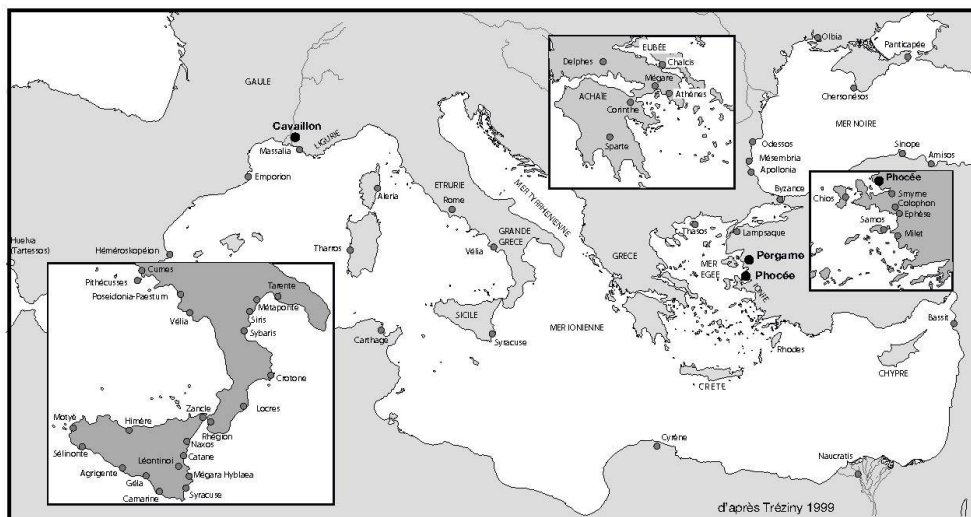 GAULE
Cavaillon
Massalia
LIGURIE
Emporion
Aleria
ETRURIE
Rome
MER TYRRHENIENNE
GRANDE
GRECE
Vélia
Tharros
Héméroskopéion
Huelva
(Tartessos)
SICILE
Syracuse
Carthage
MER IONIENNE
GRECE
Thasos
MER
EGEE
Lampsaque
Byzance
Pergame
Phocée
IONIE
Rhodes
CRETE
Cyrène
Naucratis
CHYPRE
Bassit
Olbia
Panticapée
Chersonésos
MER NOIRE
Odessos
Mésembria
Apollonia
Sinope
Amisos
EUBÉE
Delphes
Chalcis
Mégare
Athènes
ACHAÏE
Corinthe
Sparte
Phocée
Chios
Smyrne
Colophon
Ephèse
Samos
Milet
Cumes
Pithécusses
Poseidonia-Paestum
Vélia
Tarente
Métaponte
Siris
Sybaris
Crotone
Locres
Zancle
Rhégion
Motyé
Himère
Naxos
Sélinonte
Léontinoi
Catane
Agrigente
Géla
Mégara Hyblaea
Camarine
Syracuse
d'après Tréziny 1999